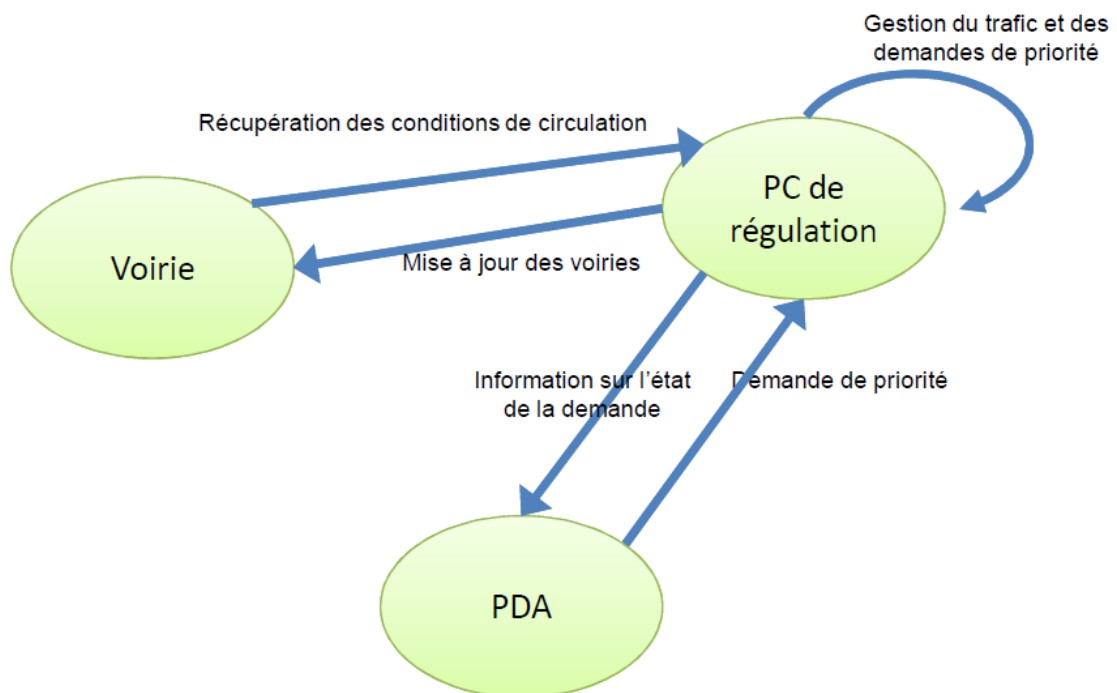 Gestion du trafic et des
demandes de priorité
Récupération des conditions de circulation
PC de
régulation
Voirie
Mise à jour des voiries
Information sur l'état
de la demande
Demande de priorité
PDA